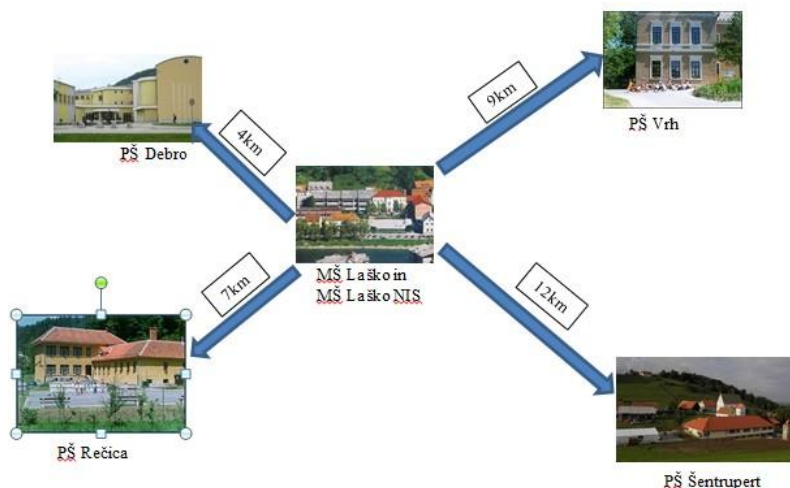 9km
PŠ Vrh
PŠ Debro
4km
MŠ Laško in
MŠ Laško NIS
7km
12km
PŠ Rečica
PŠ Šentrupert